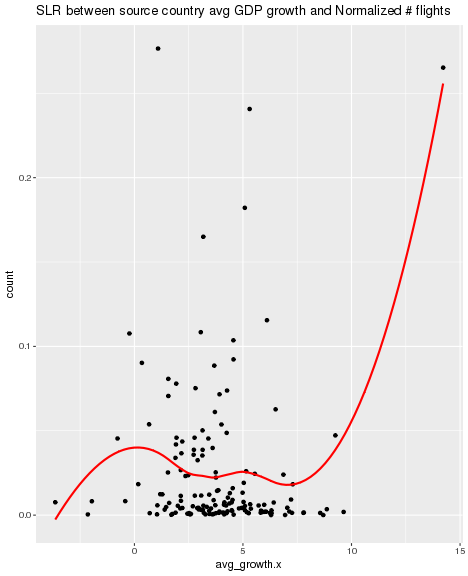 SLR between source country avg GDP growth and Normalized # flights
count
0.2
0.1
0.0
0
5
10
15
avg_growth.x